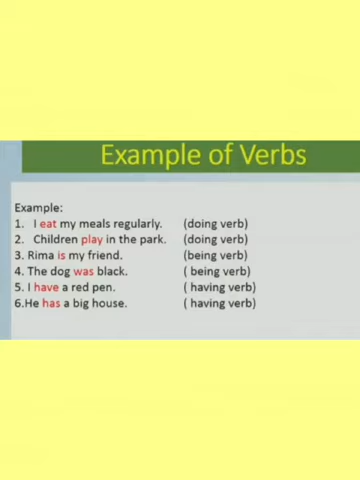 Example of Verbs
Example:
1. I eat my meals regularly. (doing verb)
2. Children play in the park. (doing verb)
3. Rima is my friend. (being verb)
4. The dog was black. ( being verb)
5. I have a red pen. ( having verb)
6.He has a big house. ( having verb)